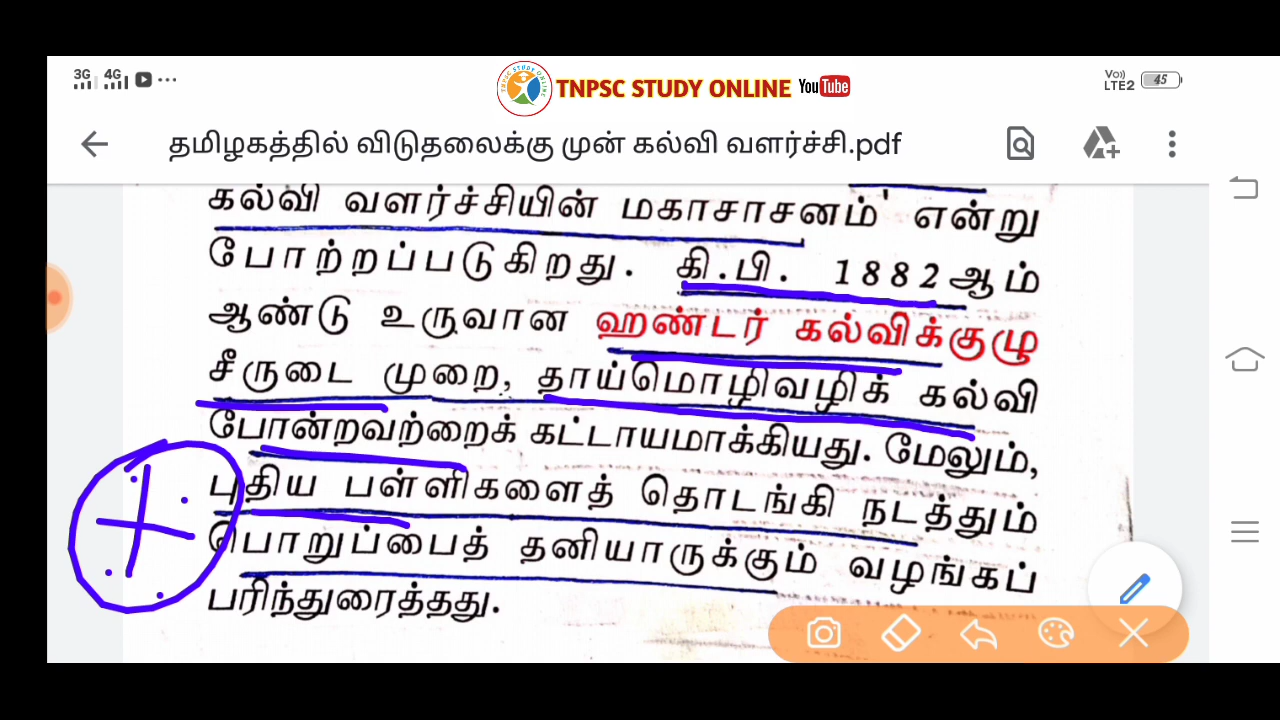 3G 4G
TNPSC STUDY ONLINE YouTube
Vo))
LTE2 45
தமிழகத்தில் விடுதலைக்கு முன் கல்வி வளர்ச்சி.pdf
கல்வி வளர்ச்சியின் மகாசாசனம் என்று
போற்றப்படுகிறது. கி.பி. 1882ஆம்
ஆண்டு உருவான ஹண்டர் கல்விக்குழு
சீருடை முறை, தாய்மொழிவழிக் கல்வி
போன்றவற்றைக் கட்டாயமாக்கியது. மேலும்,
புதிய பள்ளிகளைத் தொடங்கி நடத்தும்
பொறுப்பைத் தனியாருக்கும் வழங்கப்
பரிந்துரைத்தது.